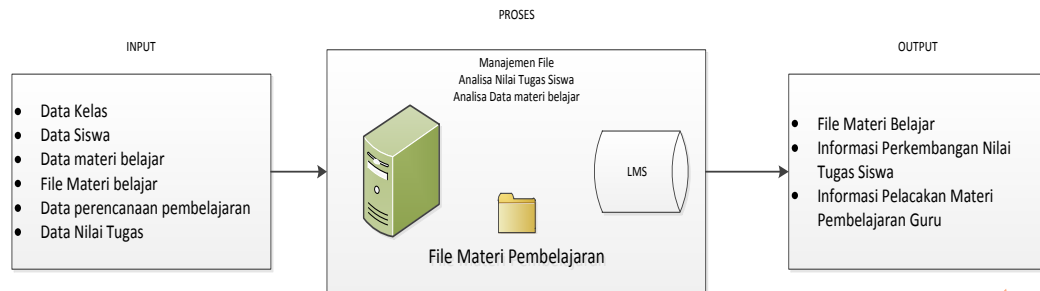 PROSES
INPUT
OUTPUT
Data Kelas
Data Siswa
Data materi belajar
File Materi belajar
Data perencanaan pembelajaran
Data Nilai Tugas
Manajemen File
Analisa Nilai Tugas Siswa
Analisa Data materi belajar
LMS
File Materi Pembelajaran
File Materi Belajar
Informasi Perkembangan Nilai
Tugas Siswa
Informasi Pelacakan Materi
Pembelajaran Guru